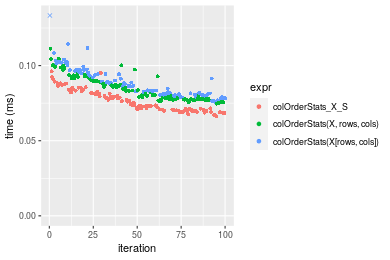 0.10
0.05
0.00
time (ms)
0
25
50
75
100
iteration
expr
colOrderStats_X_S
colOrderStats(X, rows, cols)
colOrderStats(X[rows, cols])